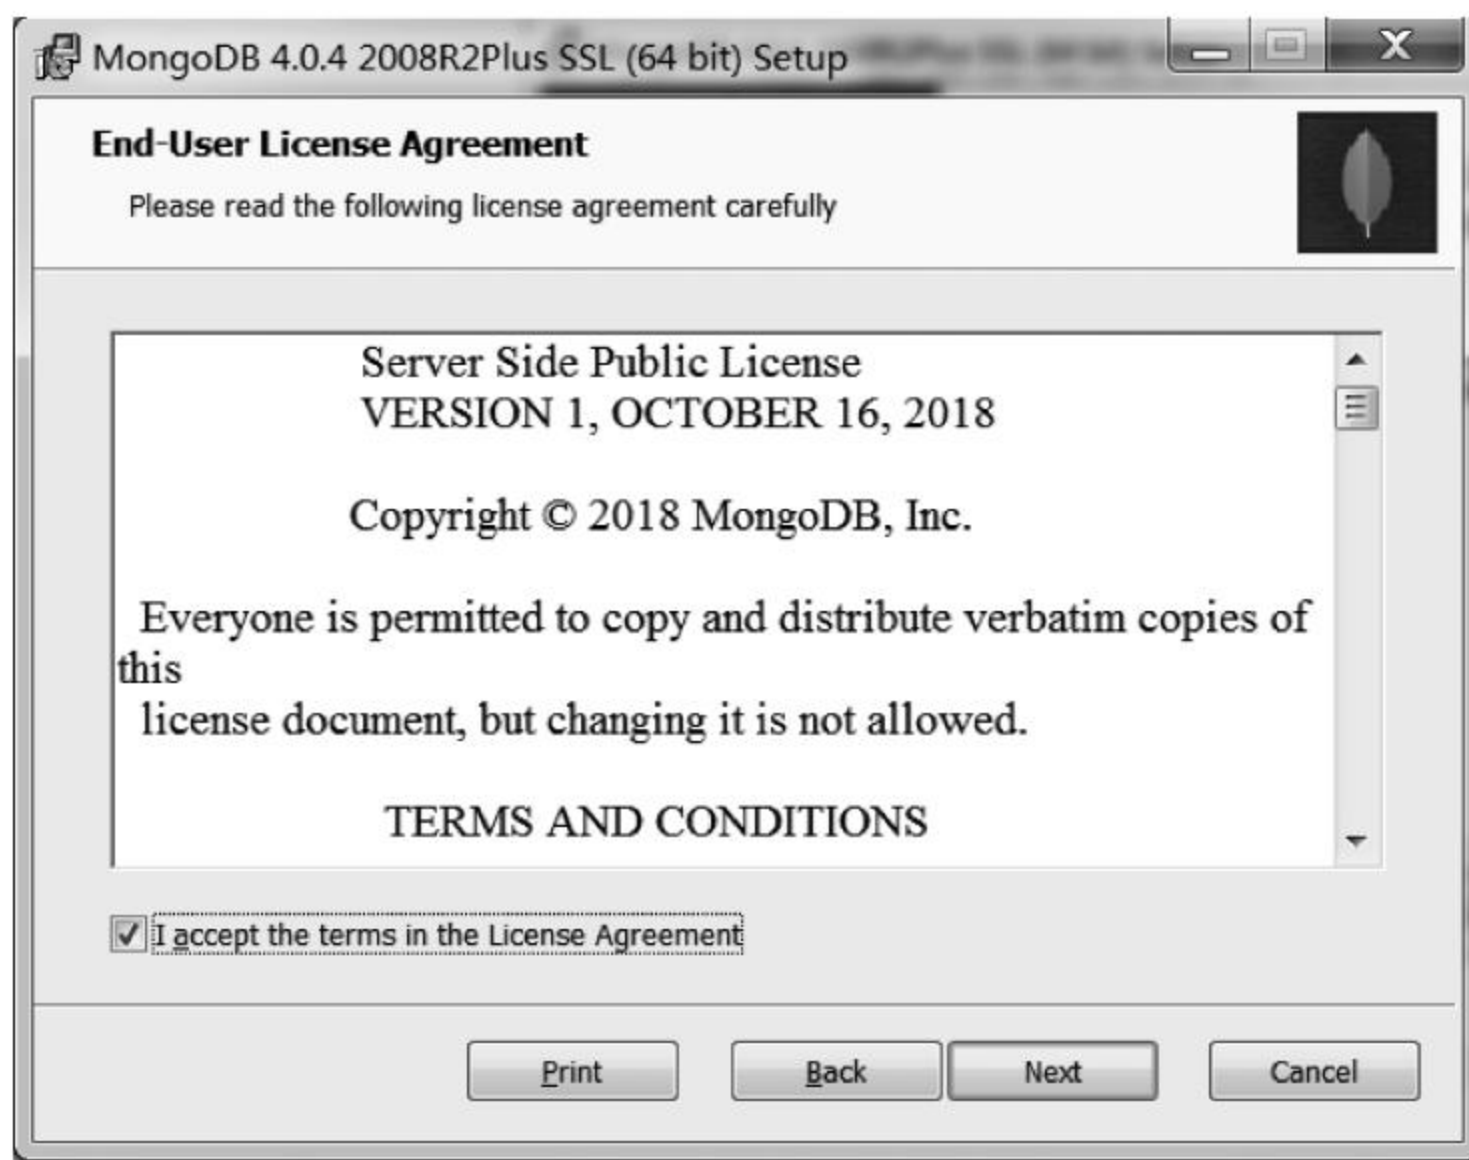 MongoDB 4.0.4 2008R2Plus SSL (64 bit) Setup
End-User License Agreement
Please read the following license agreement carefully
Server Side Public License
VERSION 1, OCTOBER 16, 2018
Copyright © 2018 MongoDB, Inc.
Everyone is permitted to copy and distribute verbatim copies of
this
license document, but changing it is not allowed.
TERMS AND CONDITIONS
I accept the terms in the License Agreement
Print Back Next Cancel